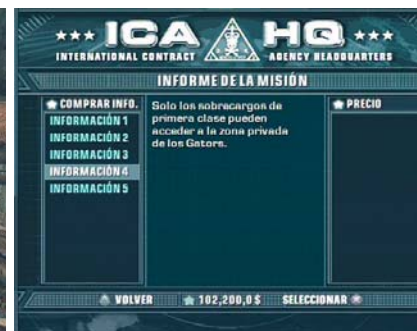 ★★★ ICA HQ ★★★
INTERNATIONAL CONTRACT AGENCY HEADQUARTERS
INFORME DE LA MISIÓN
★ COMPRAR INFO.
INFORMACIÓN 1
INFORMACIÓN 2
INFORMACIÓN 3
INFORMACIÓN 4
INFORMACIÓN 5
Solo los sobrecargos de
primera clase pueden
acceder a la zona privada
de los Gators.
★ PRECIO
VOLVER ★ 102,200,0 $ SELECCIONAR